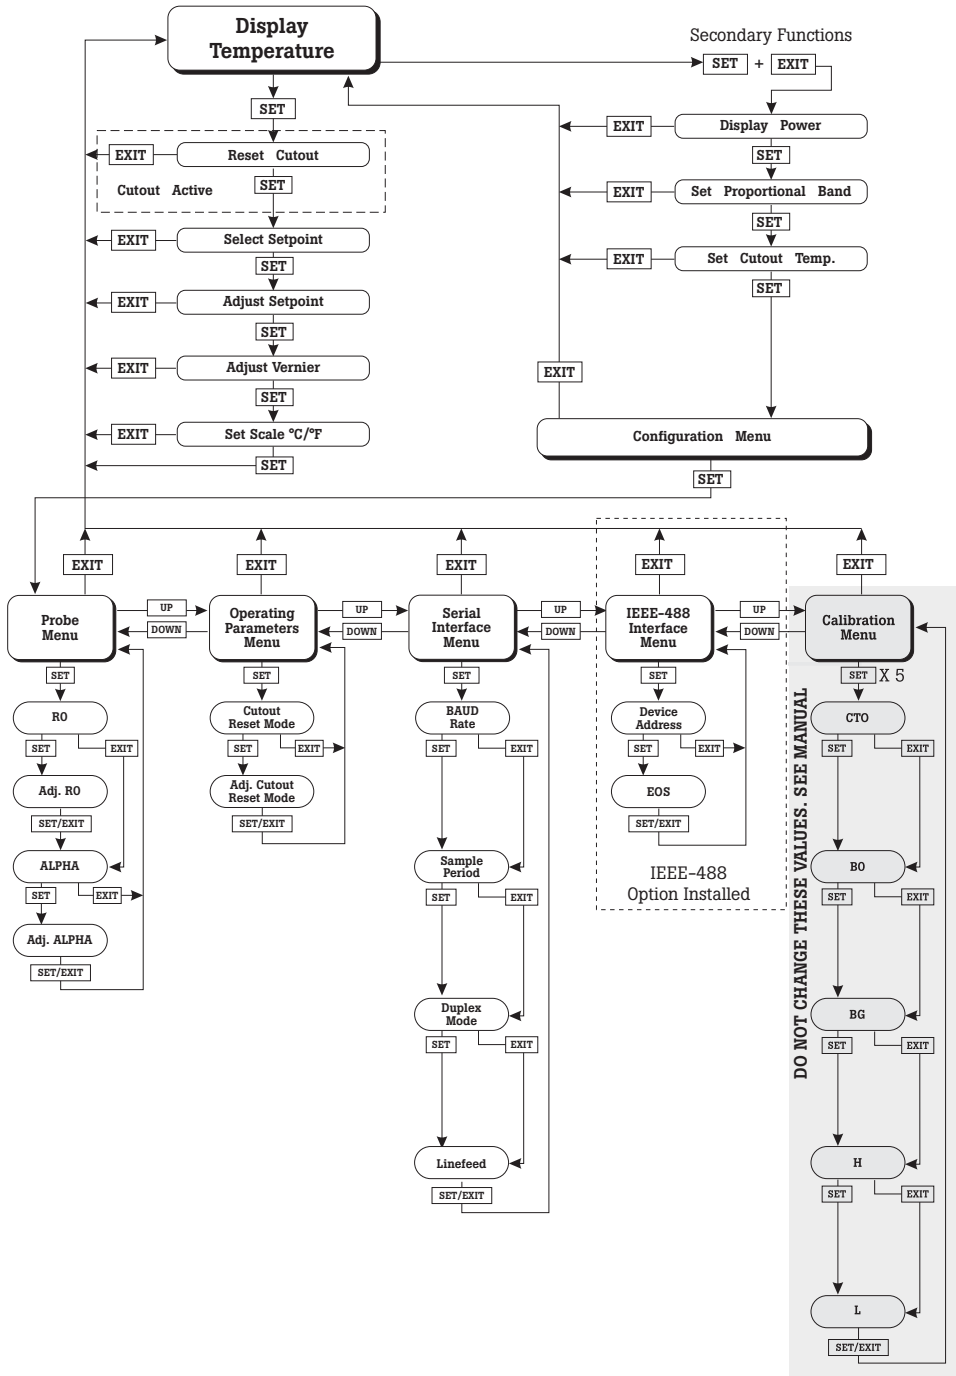 Display
Temperature
Secondary Functions
SET + EXIT
SET
EXIT Display Power
EXIT Reset Cutout
SET
Cutout Active SET
EXIT Set Proportional Band
SET
EXIT Select Setpoint
EXIT Set Cutout Temp.
SET
SET
EXIT Adjust Setpoint
SET
EXIT Adjust Vernier
EXIT
SET
EXIT Set Scale °C/°F
Configuration Menu
SET
SET
EXIT EXIT EXIT EXIT EXIT
Probe
Menu
UP
DOWN
Operating
Parameters
Menu
UP
DOWN
Serial
Interface
Menu
UP
DOWN
IEEE-488
Interface
Menu
UP
DOWN
Calibration
Menu
SET
R0
SET EXIT
Adj. R0
SET/EXIT
ALPHA
SET EXIT
Adj. ALPHA
SET/EXIT
SET
Cutout
Reset Mode
SET EXIT
Adj. Cutout
Reset Mode
SET/EXIT
SET
BAUD
Rate
SET EXIT
Sample
Period
SET EXIT
Duplex
Mode
SET EXIT
Linefeed
SET/EXIT
SET
Device
Address
SET EXIT
EOS
SET/EXIT
IEEE-488
Option Installed
DO NOT CHANGE THESE VALUES. SEE MANUAL
SET X 5
CTO
SET EXIT
B0
SET EXIT
BG
SET EXIT
H
SET EXIT
L
SET/EXIT